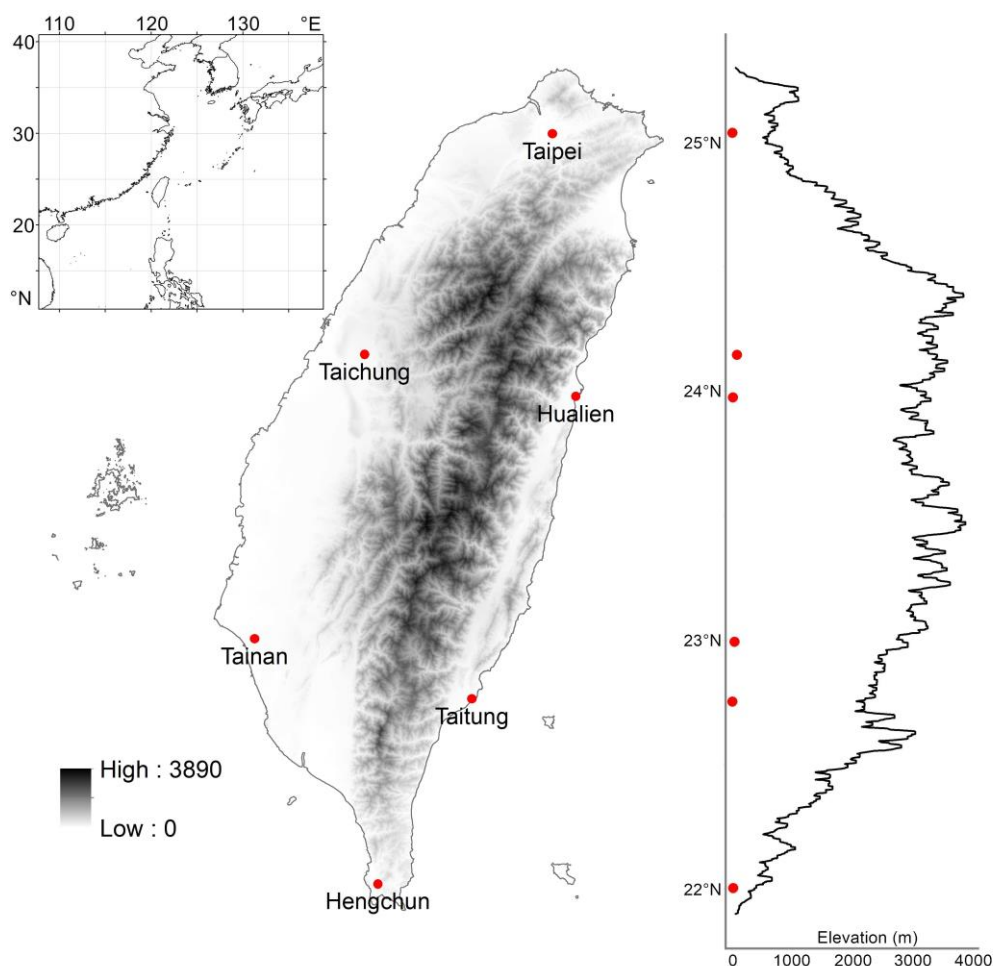 110 120 130 °E
40
30
20
°N
Taipei
Taichung
Hualien
Tainan
Taitung
Hengchun
High : 3890
Low : 0
25°N
24°N
23°N
22°N
Elevation (m)
0 1000 2000 3000 4000